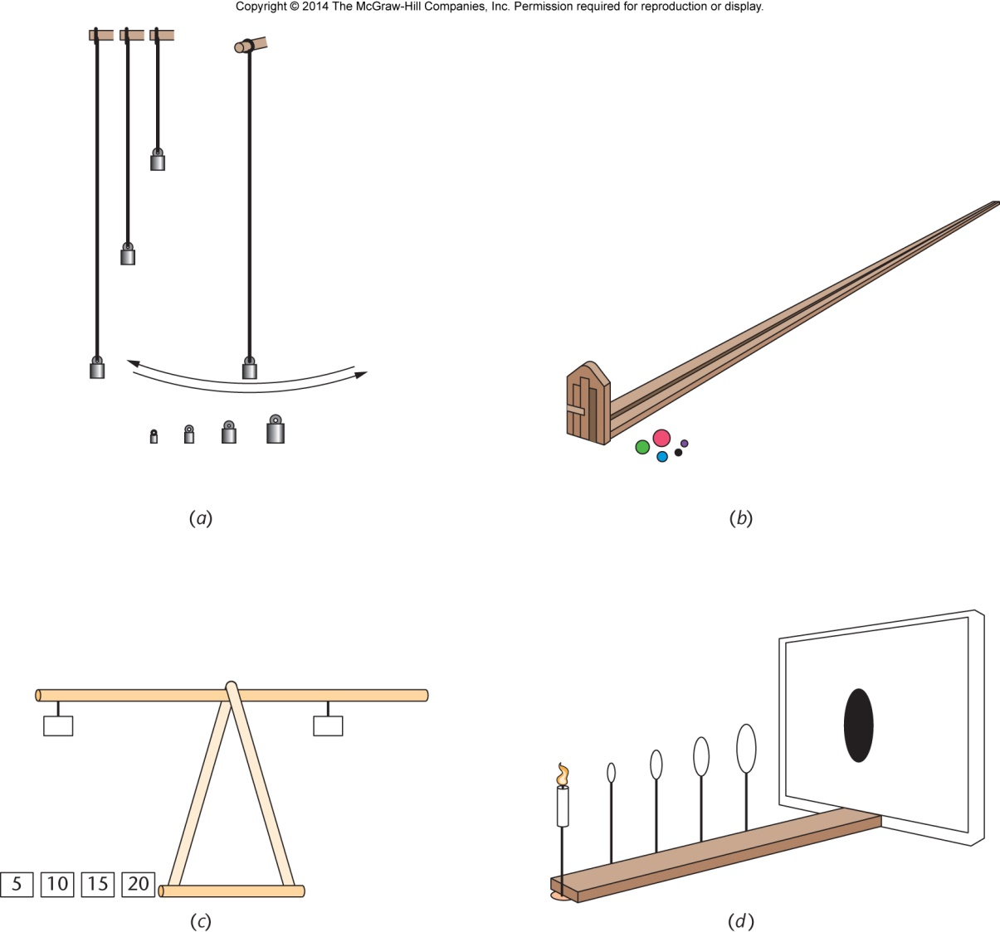 Copyright © 2014 The McGraw-Hill Companies, Inc. Permission required for reproduction or display.
(a)
(b)
5 10 15 20
(c)
(d)